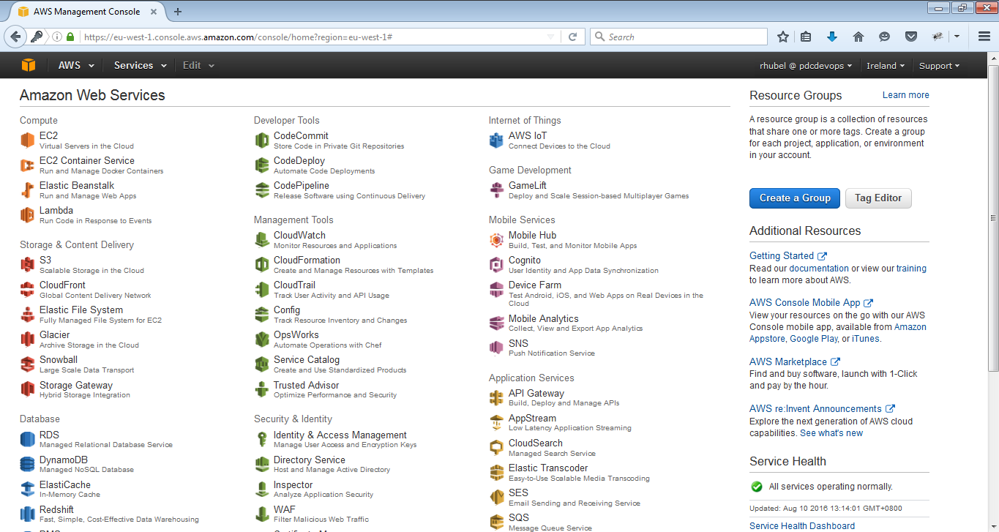 AWS Management Console
https://eu-west-1.console.aws.amazon.com/console/home?region=eu-west-1#
Search
AWS
Services
Edit
rhubel @ pdcdevops
Ireland
Support
Amazon Web Services
Compute
EC2
Virtual Servers in the Cloud
EC2 Container Service
Run and Manage Docker Containers
Elastic Beanstalk
Run and Manage Web Apps
Lambda
Run Code in Response to Events
Storage & Content Delivery
S3
Scalable Storage in the Cloud
CloudFront
Global Content Delivery Network
Elastic File System
Fully Managed File System for EC2
Glacier
Archive Storage in the Cloud
Snowball
Large Scale Data Transport
Storage Gateway
Hybrid Storage Integration
Database
RDS
Managed Relational Database Service
DynamoDB
Managed NoSQL Database
ElastiCache
In-Memory Cache
Redshift
Fast, Simple, Cost-Effective Data Warehousing
Developer Tools
CodeCommit
Store Code in Private Git Repositories
CodeDeploy
Automate Code Deployments
CodePipeline
Release Software using Continuous Delivery
Management Tools
CloudWatch
Monitor Resources and Applications
CloudFormation
Create and Manage Resources with Templates
CloudTrail
Track User Activity and API Usage
Config
Track Resource Inventory and Changes
OpsWorks
Automate Operations with Chef
Service Catalog
Create and Use Standardized Products
Trusted Advisor
Optimize Performance and Security
Security & Identity
Identity & Access Management
Manage User Access and Encryption Keys
Directory Service
Host and Manage Active Directory
Inspector
Analyze Application Security
WAF
Filter Malicious Web Traffic
Internet of Things
AWS IoT
Connect Devices to the Cloud
Game Development
GameLift
Deploy and Scale Session-based Multiplayer Games
Mobile Services
Mobile Hub
Build, Test, and Monitor Mobile Apps
Cognito
User Identity and App Data Synchronization
Device Farm
Test Android, iOS, and Web Apps on Real Devices in the
Cloud
Mobile Analytics
Collect, View and Export App Analytics
SNS
Push Notification Service
Application Services
API Gateway
Build, Deploy and Manage APIs
AppStream
Low Latency Application Streaming
CloudSearch
Managed Search Service
Elastic Transcoder
Easy-to-Use Scalable Media Transcoding
SES
Email Sending and Receiving Service
SQS
Message Queue Service
Resource Groups
Learn more
A resource group is a collection of resources
that share one or more tags. Create a group
for each project, application, or environment
in your account.
Create a Group
Tag Editor
Additional Resources
Getting Started
Read our documentation or view our training
to learn more about AWS.
AWS Console Mobile App
View your resources on the go with our AWS
Console mobile app, available from Amazon
Appstore, Google Play, or iTunes.
AWS Marketplace
Find and buy software, launch with 1-Click
and pay by the hour.
AWS re:Invent Announcements
Explore the next generation of AWS cloud
capabilities. See what's new
Service Health
All services operating normally.
Updated: Aug 10 2016 13:14:01 GMT+0800
Service Health Dashboard